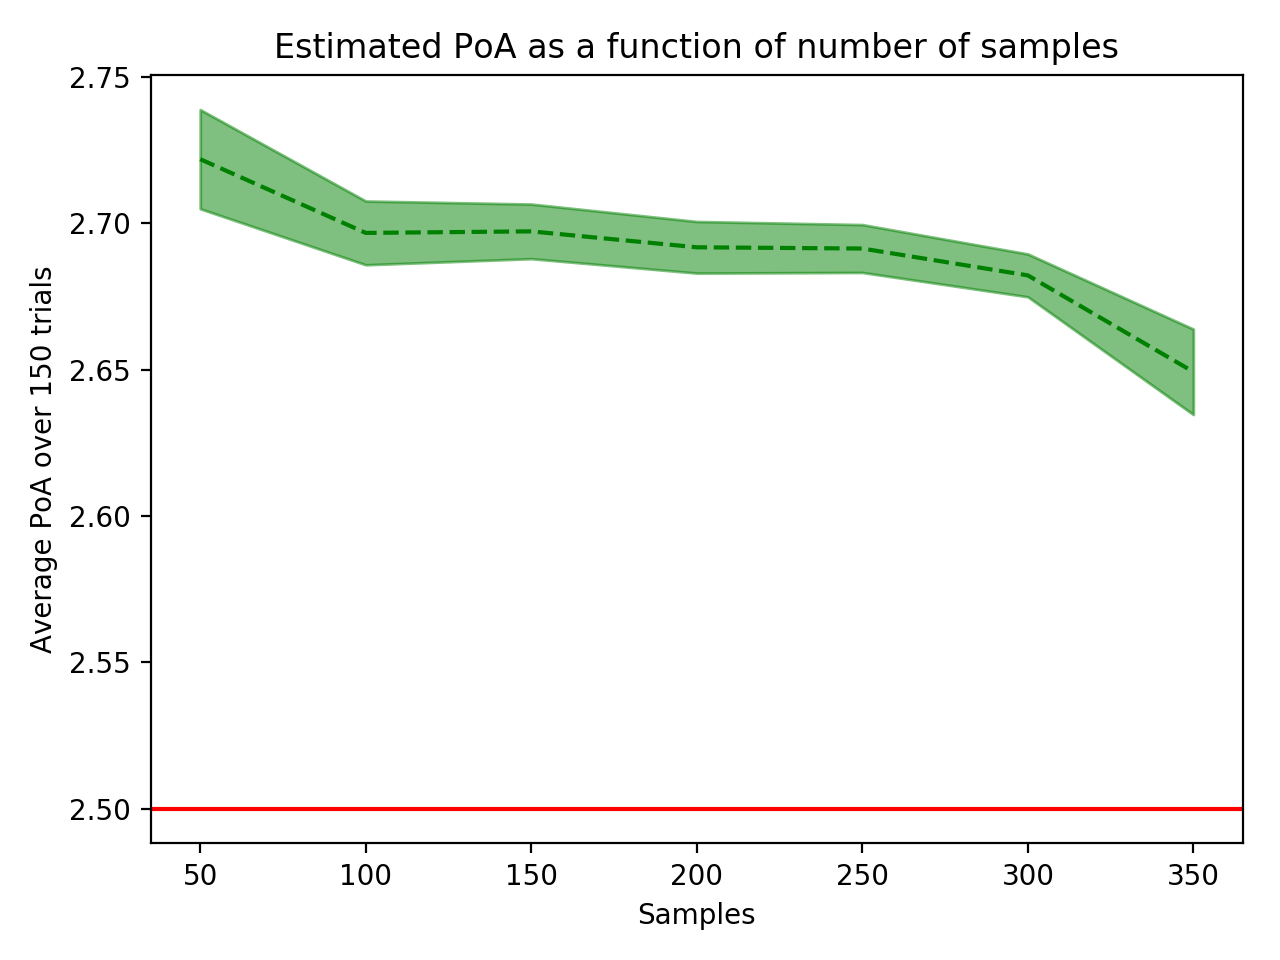 Estimated PoA as a function of number of samples
Average PoA over 150 trials
2.75
2.70
2.65
2.60
2.55
2.50
50 100 150 200 250 300 350
Samples